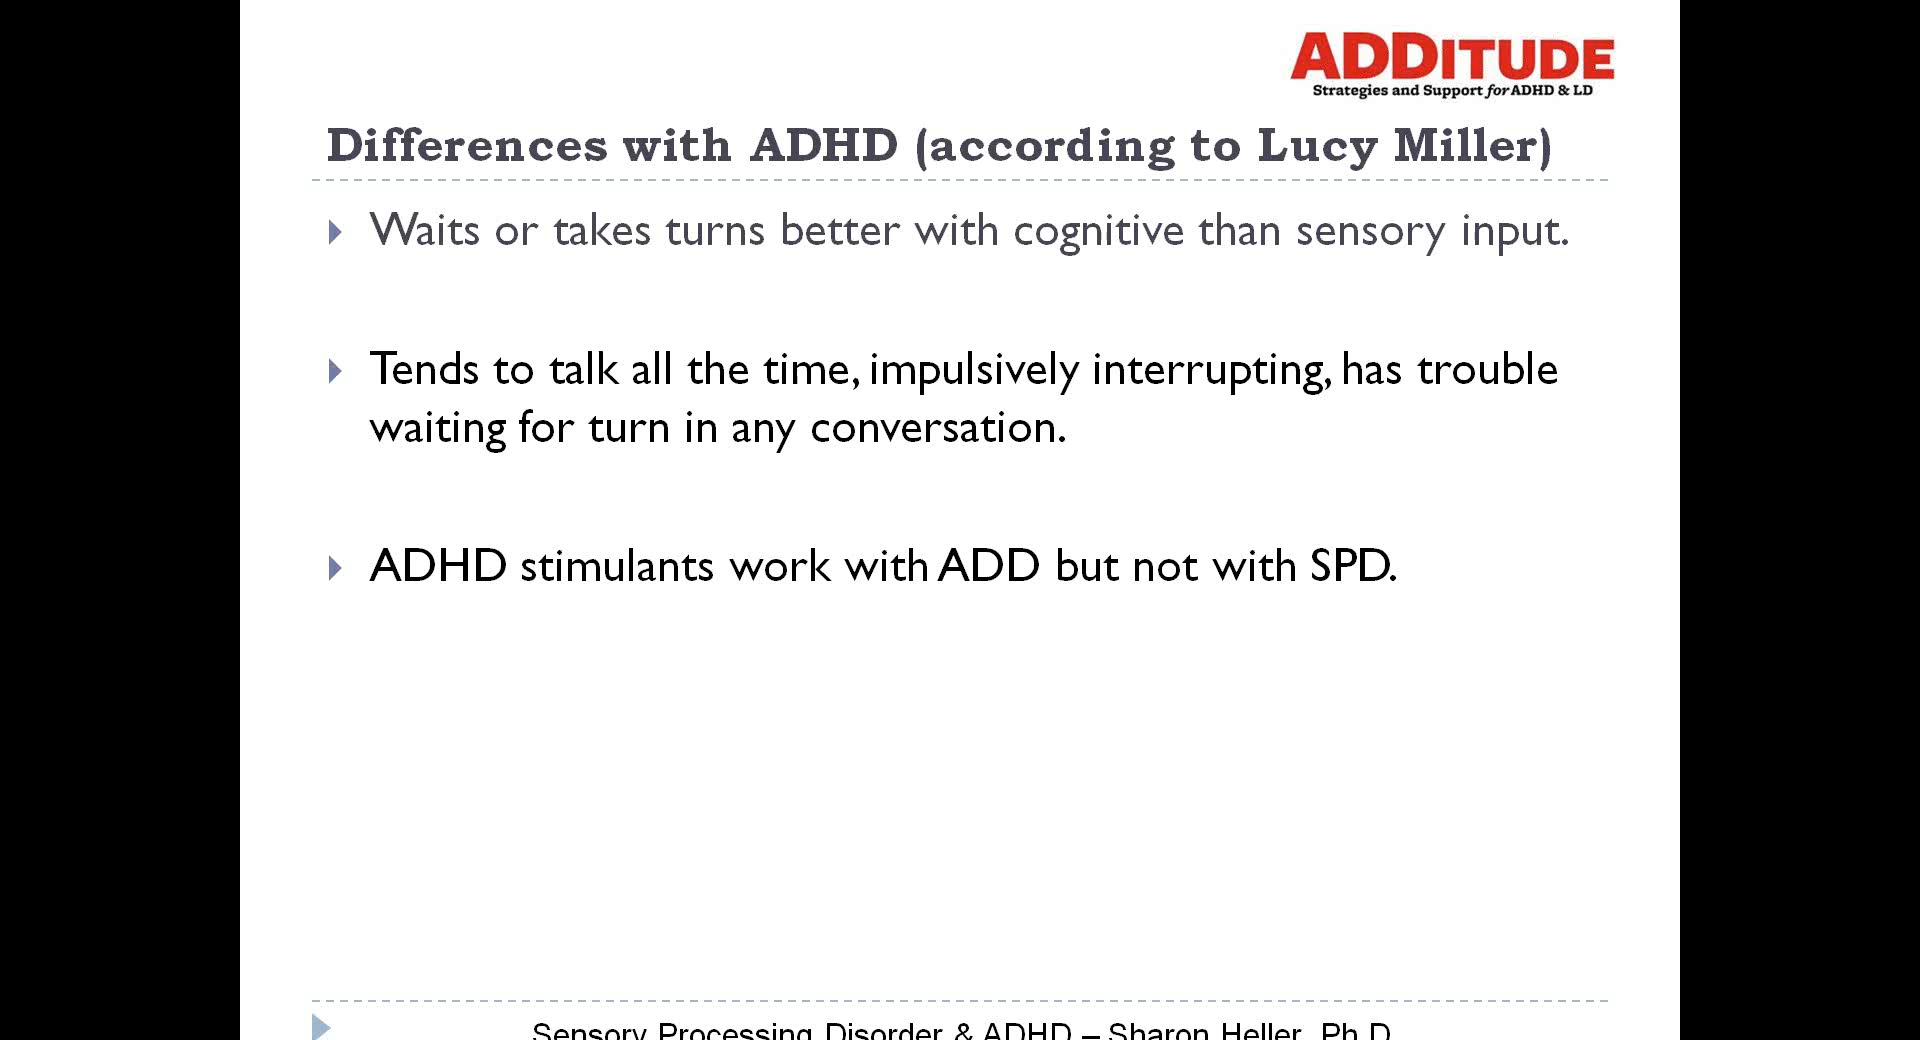 ADDITUDE
Strategies and Support for ADHD & LD
Differences with ADHD (according to Lucy Miller)
Waits or takes turns better with cognitive than sensory input.
Tends to talk all the time, impulsively interrupting, has trouble
waiting for turn in any conversation.
ADHD stimulants work with ADD but not with SPD.
Sensory Processing Disorder & ADHD – Sharon Heller, Ph.D.